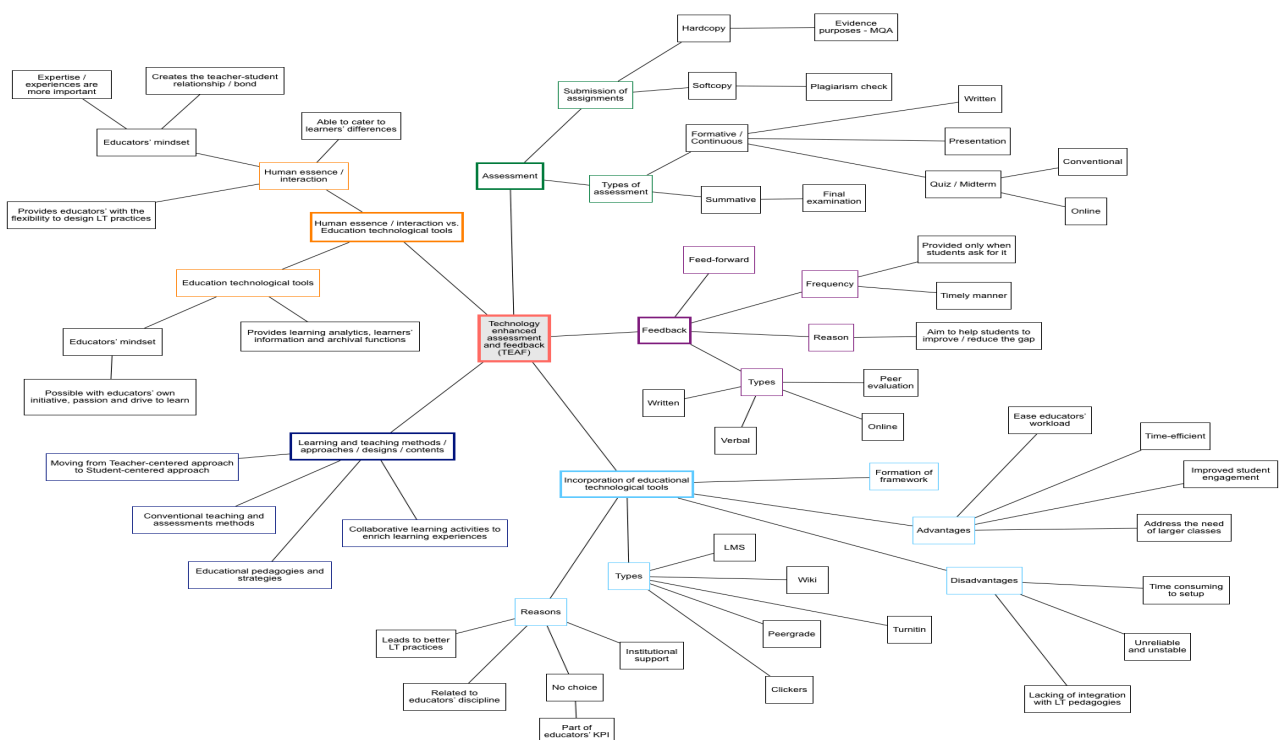 Hardcopy
Evidence
purposes - MQA
Expertise /
experiences are
more important
Creates the teacher-student
relationship / bond
Submission of
assignments
Softcopy
Plagiarism check
Able to cater to
learners' differences
Educators' mindset
Human essence /
interaction
Provides educators' with the
flexibility to design LT practices
Human essence / interaction vs.
Education technological tools
Education technological tools
Educators' mindset
Provides learning analytics, learners'
information and archival functions
Possible with educators' own
initiative, passion and drive to learn
Assessment
Types of
assessment
Formative /
Continuous
Written
Presentation
Quiz / Midterm
Conventional
Online
Summative
Final
examination
Technology
enhanced
assessment
and feedback
(TEAF)
Feedback
Feed-forward
Frequency
Provided only when
students ask for it
Timely manner
Reason
Aim to help students to
improve / reduce the gap
Types
Peer
evaluation
Written
Verbal
Online
Learning and teaching methods /
approaches / designs / contents
Moving from Teacher-centered approach
to Student-centered approach
Conventional teaching and
assessments methods
Educational pedagogies and
strategies
Collaborative learning activities to
enrich learning experiences
Incorporation of educational
technological tools
Formation of
framework
Advantages
Ease educators'
workload
Time-efficient
Improved student
engagement
Address the need
of larger classes
Disadvantages
Time consuming
to setup
Unreliable
and unstable
Lacking of integration
with LT pedagogies
Types
LMS
Wiki
Turnitin
Peergrade
Clickers
Reasons
Leads to better
LT practices
Related to
educators' discipline
No choice
Part of
educators' KPI
Institutional
support